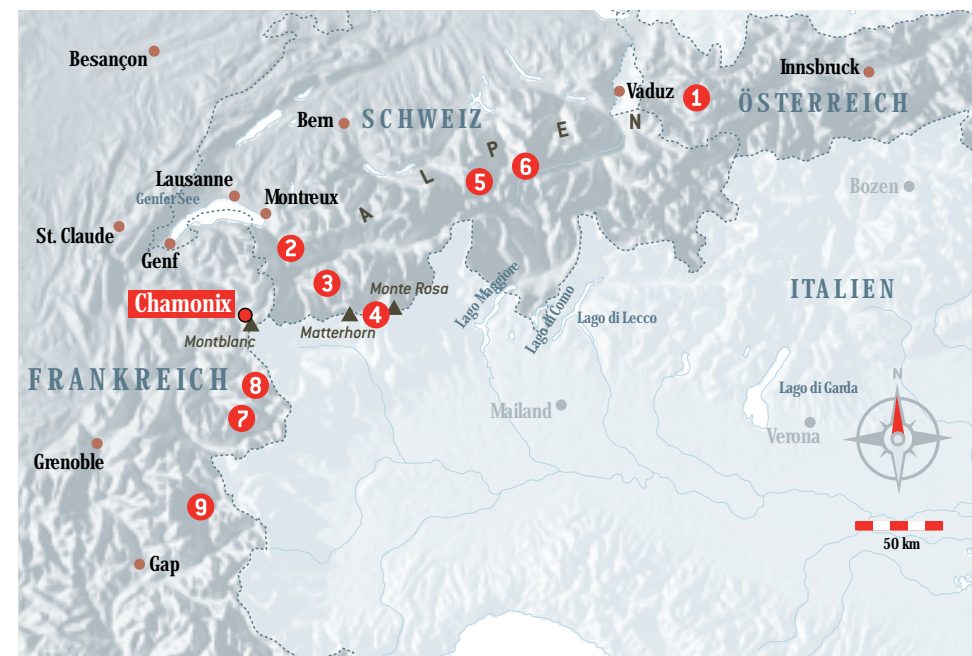 Besançon
Innsbruck
Vaduz
1
ÖSTERREICH
Bern
SCHWEIZ
ALPEN
6
5
Lausanne
Genfer See
Montreux
Bozen
St. Claude
Genf
2
3
Monte Rosa
Lago Maggiore
ITALIEN
Chamonix
4
Lago di Como
Lago di Lecco
Matterhorn
Montblanc
FRANKREICH
8
N
Lago di Garda
7
Mailand
Verona
Grenoble
9
50 km
Gap